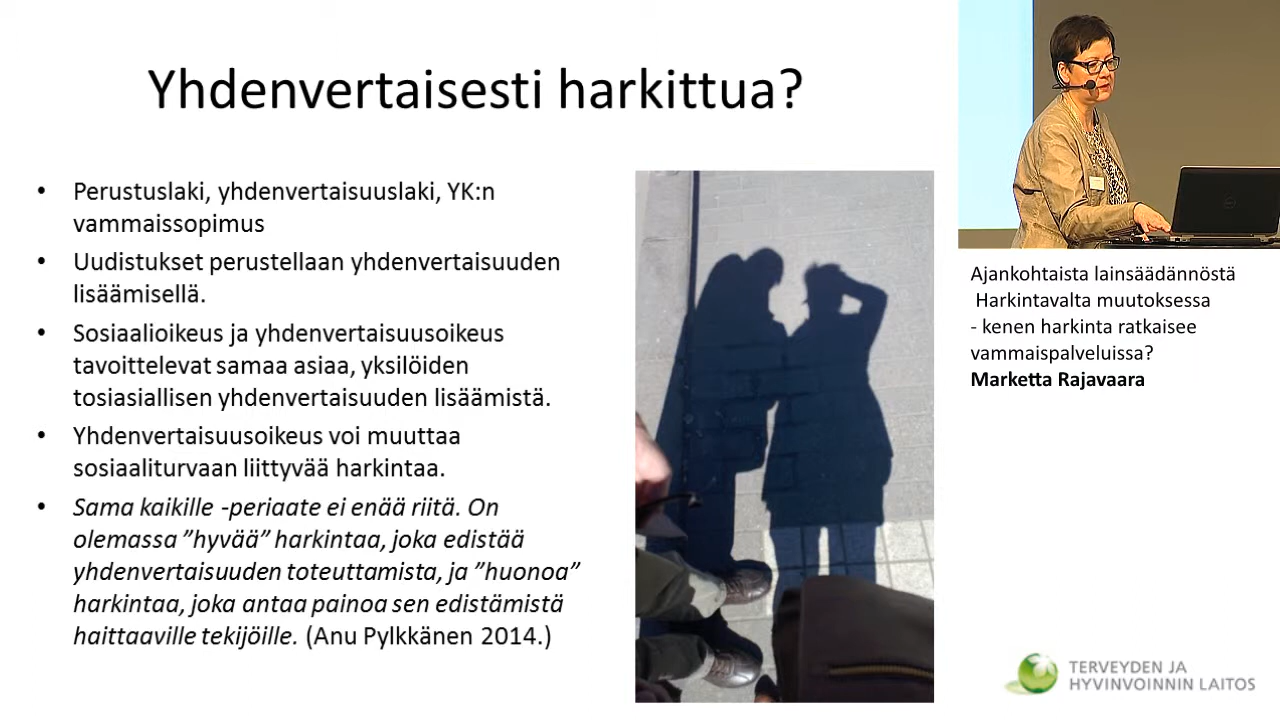 Yhdenvertaisesti harkittua?
• Perustuslaki, yhdenvertaisuuslaki, YK:n
vammaissopimus
• Uudistukset perustellaan yhdenvertaisuuden
lisäämisellä.
• Sosiaalioikeus ja yhdenvertaisuusoikeus
tavoittelevat samaa asiaa, yksilöiden
tosiasiallisen yhdenvertaisuuden lisäämistä.
• Yhdenvertaisuusoikeus voi muuttaa
sosiaaliturvaan liittyvää harkintaa.
• Sama kaikille -periaate ei enää riitä. On
olemassa ”hyvää” harkintaa, joka edistää
yhdenvertaisuuden toteuttamista, ja ”huonoa”
harkintaa, joka antaa painoa sen edistämistä
haittaaville tekijöille. (Anu Pylkkänen 2014.)
Ajankohtaista lainsäädännöstä
Harkintavalta muutoksessa
- kenen harkinta ratkaisee
vammaispalveluissa?
Marketta Rajavaara
TERVEYDEN JA
HYVINVOINNIN LAITOS